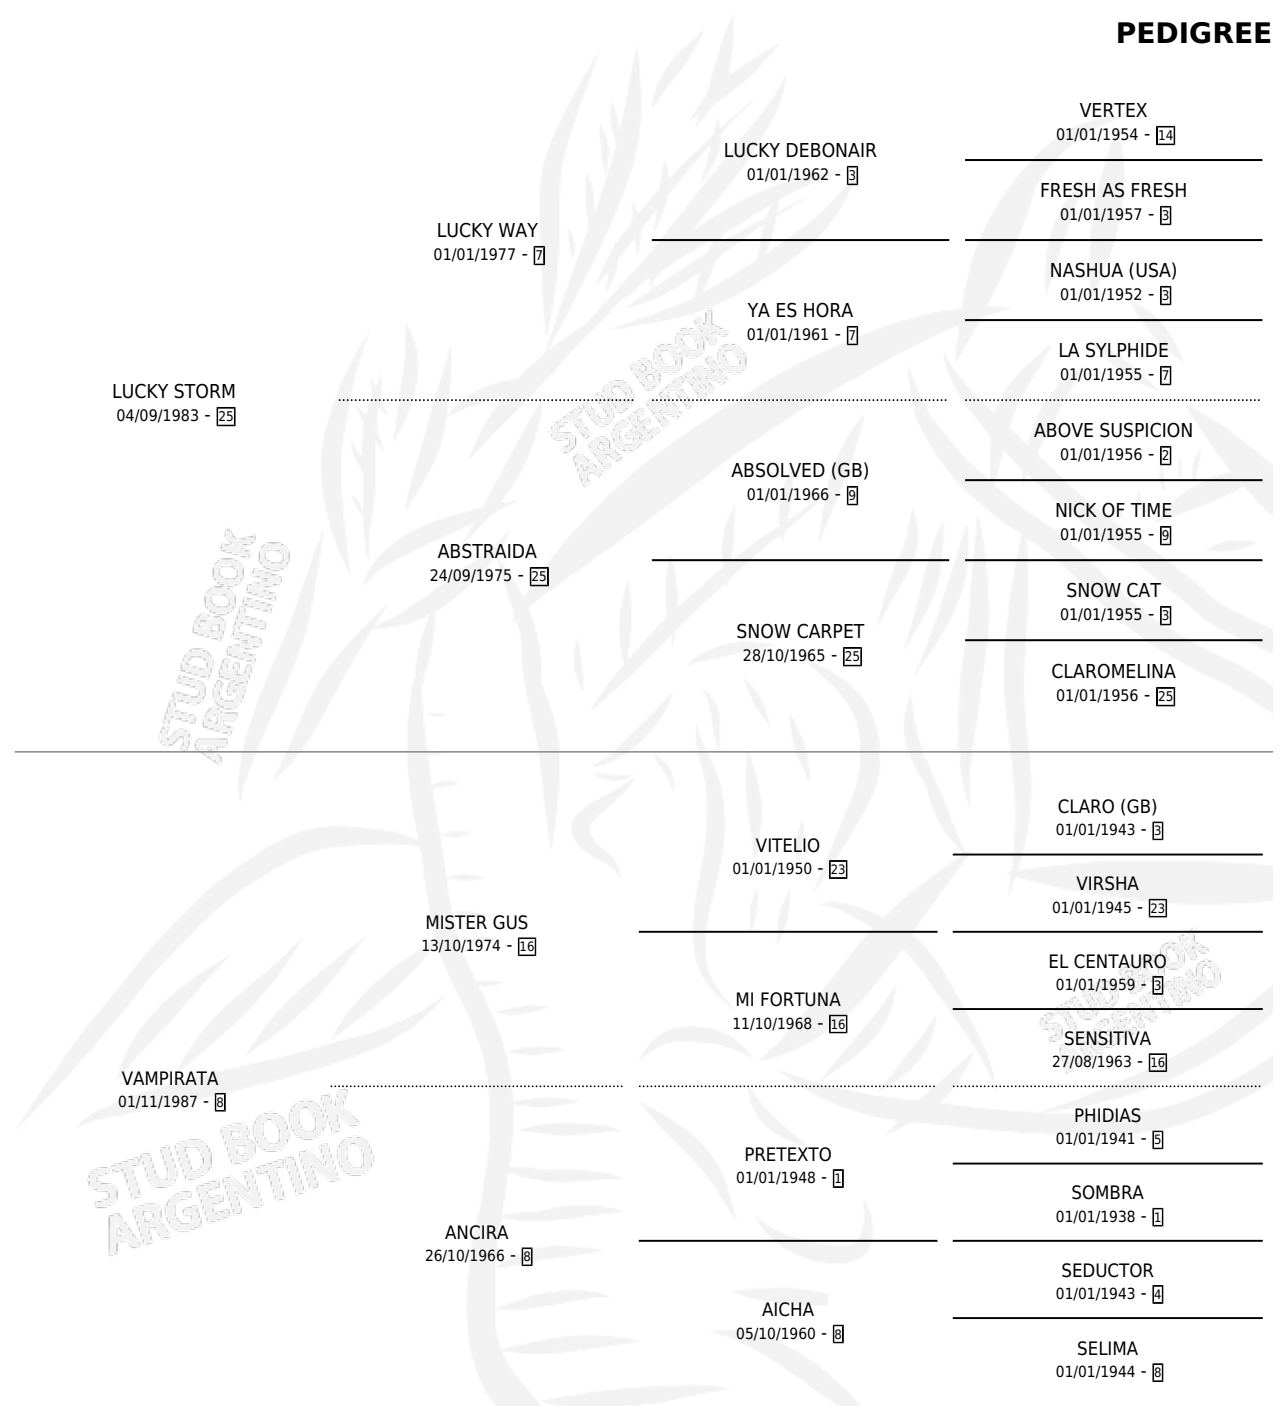 PEDIGREE
VERTEX
01/01/1954 - 14
LUCKY DEBONAIR
01/01/1962 - 3
FRESH AS FRESH
01/01/1957 - 3
LUCKY WAY
01/01/1977 - 7
NASHUA (USA)
01/01/1952 - 3
YA ES HORA
01/01/1961 - 7
LA SYLPHIDE
01/01/1955 - 7
LUCKY STORM
04/09/1983 - 25
ABOVE SUSPICION
01/01/1956 - 2
ABSOLVED (GB)
01/01/1966 - 9
NICK OF TIME
01/01/1955 - 9
ABSTRAIDA
24/09/1975 - 25
SNOW CAT
01/01/1955 - 3
SNOW CARPET
28/10/1965 - 25
CLAROMELINA
01/01/1956 - 25
CLARO (GB)
01/01/1943 - 3
VITELIO
01/01/1950 - 23
VIRSHA
01/01/1945 - 23
MISTER GUS
13/10/1974 - 16
EL CENTAURO
01/01/1959 - 3
MI FORTUNA
11/10/1968 - 16
SENSITIVA
27/08/1963 - 16
VAMPIRATA
01/11/1987 - 8
PHIDIAS
01/01/1941 - 5
PRETEXTO
01/01/1948 - 1
SOMBRA
01/01/1938 - 1
ANCIRA
26/10/1966 - 8
SEDUCTOR
01/01/1943 - 4
AICHA
05/10/1960 - 8
SELIMA
01/01/1944 - 8
STUD BOOK
ARGENTINO
STUD BOOK
ARGENTINO
STUD BOOK
ARGENTINO
STUD BOOK
ARGENTINO